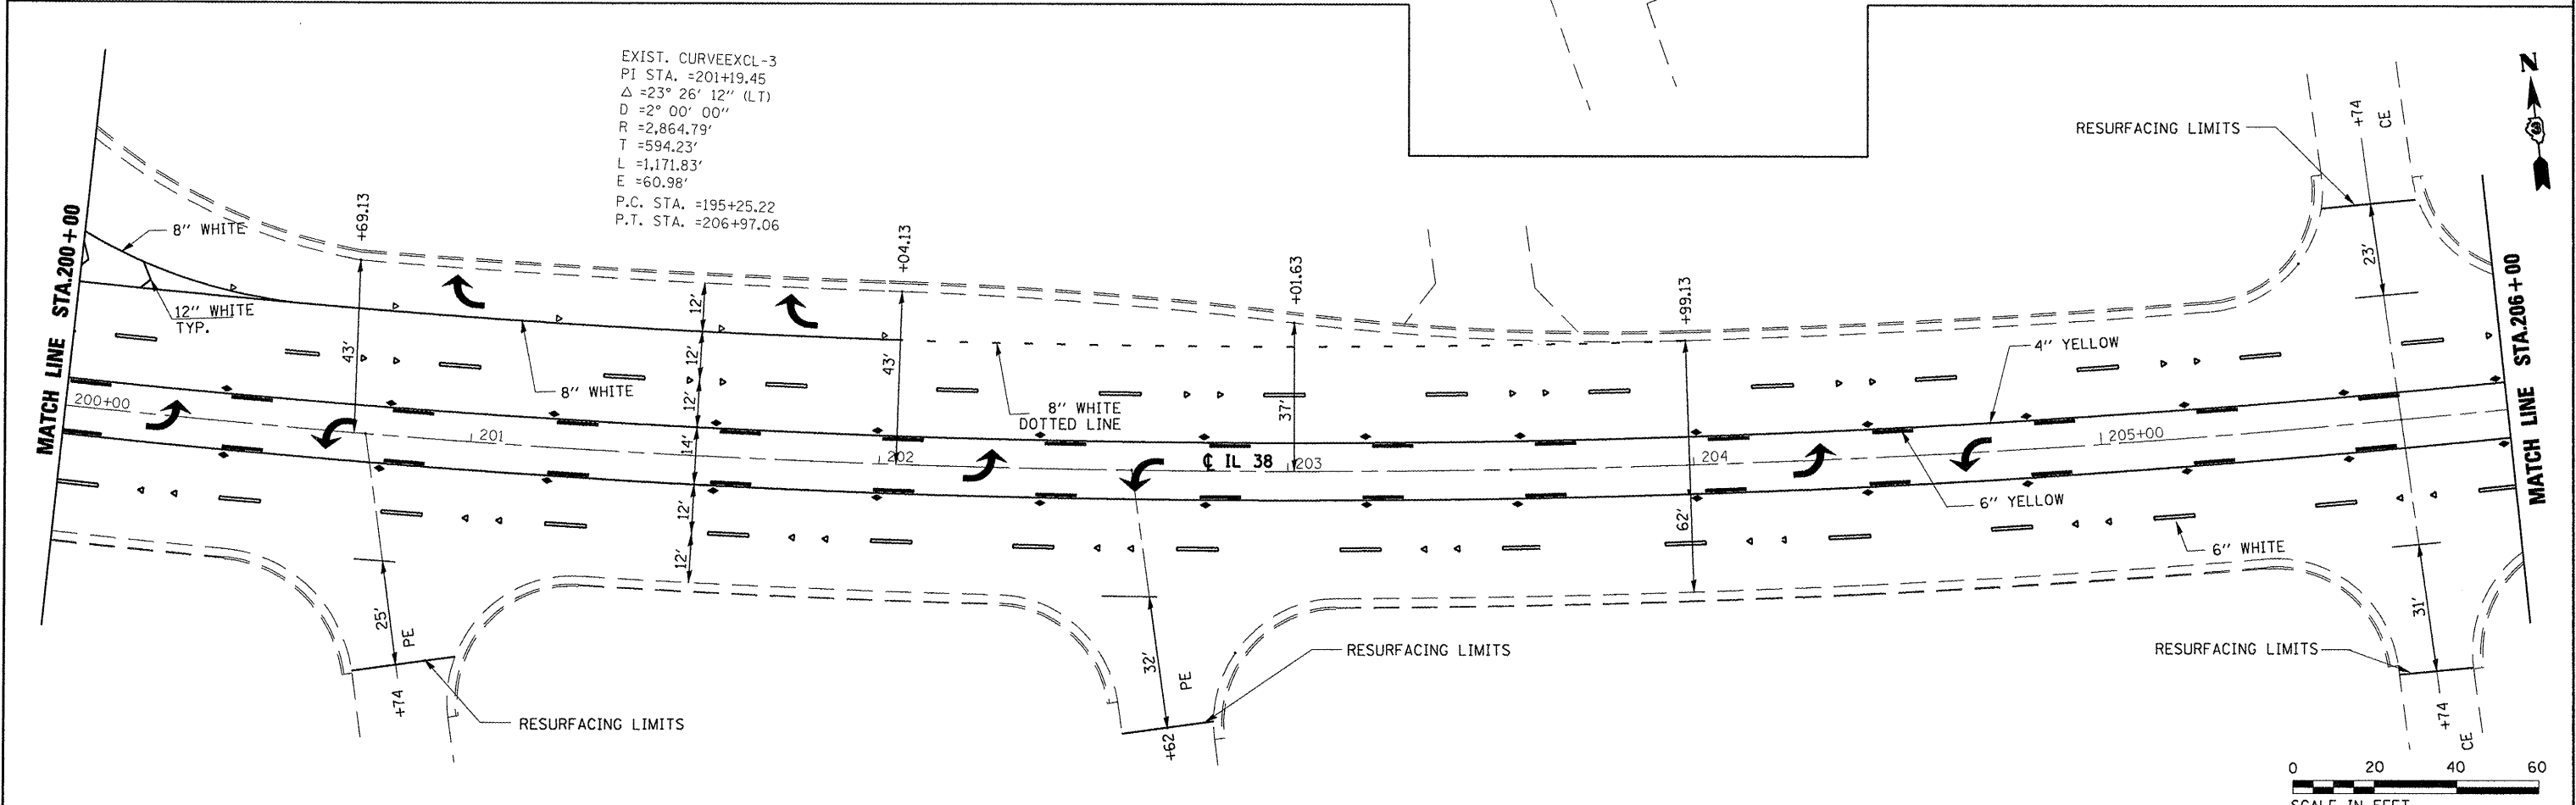 EXIST. CURVEEXCL-3
PI STA. =201+19.45
Δ =23° 26' 12" (LT)
D =2° 00' 00"
R =2,864.79'
T =594.23'
L =1,171.83'
E =60.98'
P.C. STA. =195+25.22
P.T. STA. =206+97.06
N
+74
CE
RESURFACING LIMITS
23'
MATCH LINE STA.200+00
8" WHITE
12" WHITE
TYP.
+69.13
43'
8" WHITE
12'
12'
12'
14'
12'
12'
+04.13
43'
8" WHITE
DOTTED LINE
+01.63
37'
+99.13
62'
4" YELLOW
6" YELLOW
6" WHITE
200+00
201
202
℄ IL 38
203
204
205+00
MATCH LINE STA.206+00
25'
PE
+74
RESURFACING LIMITS
32'
PE
+62
RESURFACING LIMITS
31'
RESURFACING LIMITS
+74
CE
0 20 40 60
SCALE IN FEET